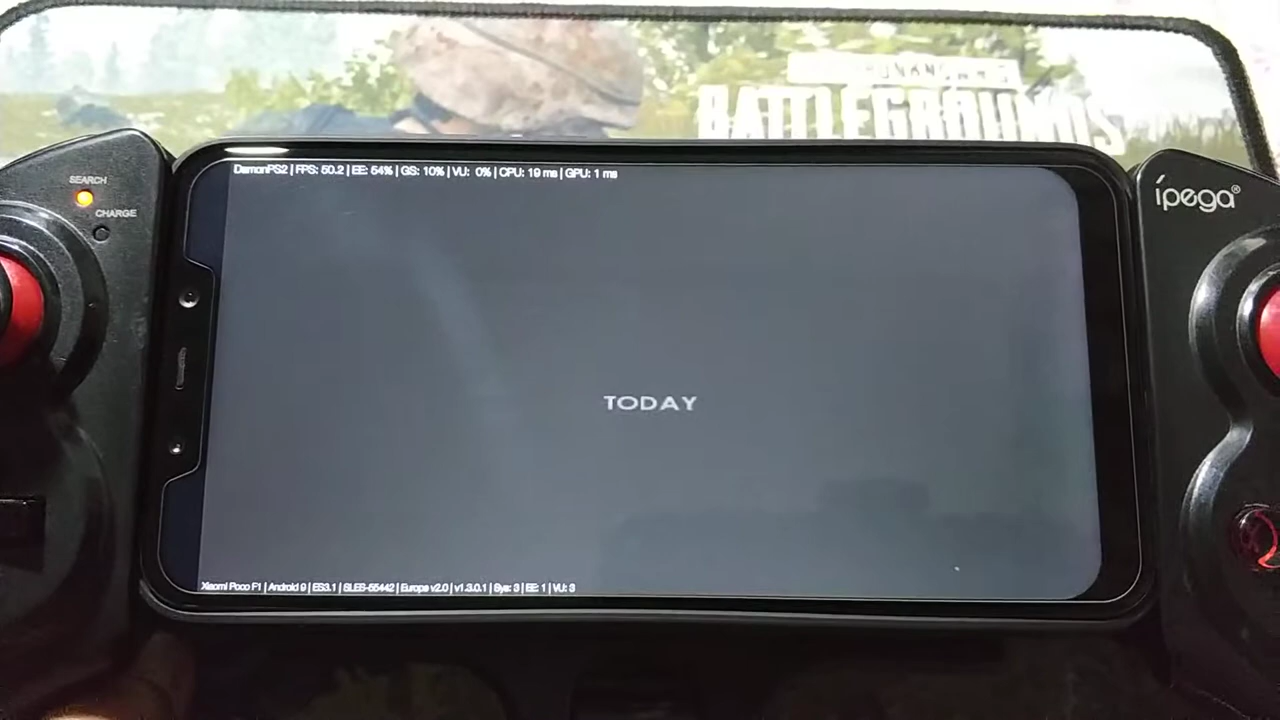 BATTLEGROUNDS
SEARCH
CHARGE
ípega®
DamonPS2 | FPS: 50.2 | EE: 54% | GS: 10% | VU: 0% | CPU: 19 ms | GPU: 1 ms
TODAY
Xiaomi Poco F1 | Android 9 | ES3.1 | SLES-55442 | Europe v2.0 | v1.3.0.1 | Sys: 3 | EE: 1 | VU: 3